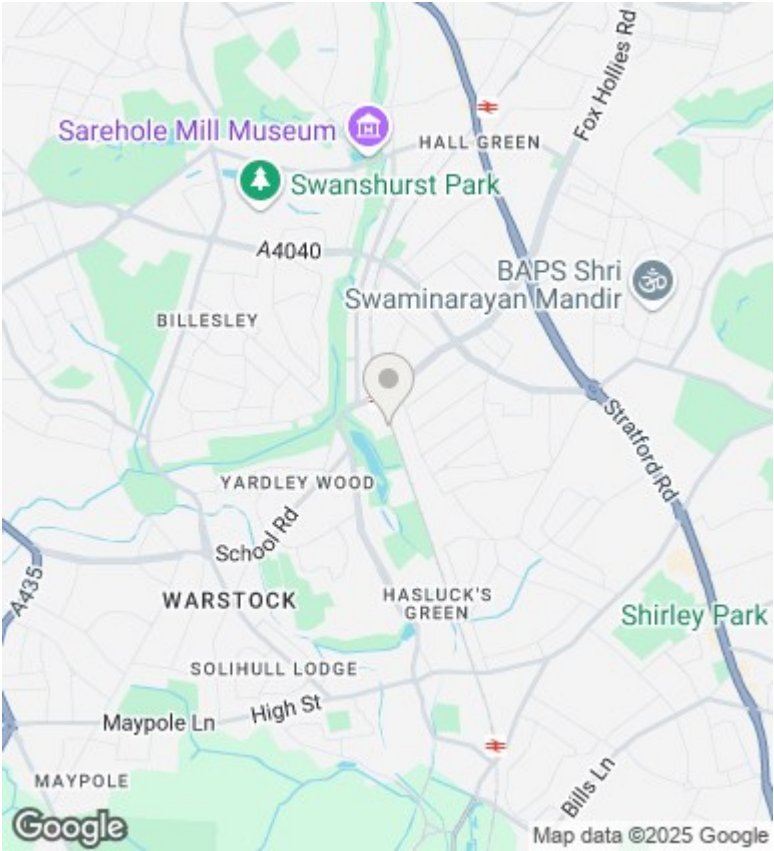 Fox Hollies Rd
Sarehole Mill Museum
HALL GREEN
Swanshurst Park
A4040
BAPS Shri
Swaminarayan Mandir
BILLESLEY
Stratford Rd
YARDLEY WOOD
School Rd
A435
WARSTOCK
HASLUCK'S
GREEN
Shirley Park
SOLIHULL LODGE
High St
Maypole Ln
MAYPOLE
Bills Ln
Google
Map data ©2025 Google